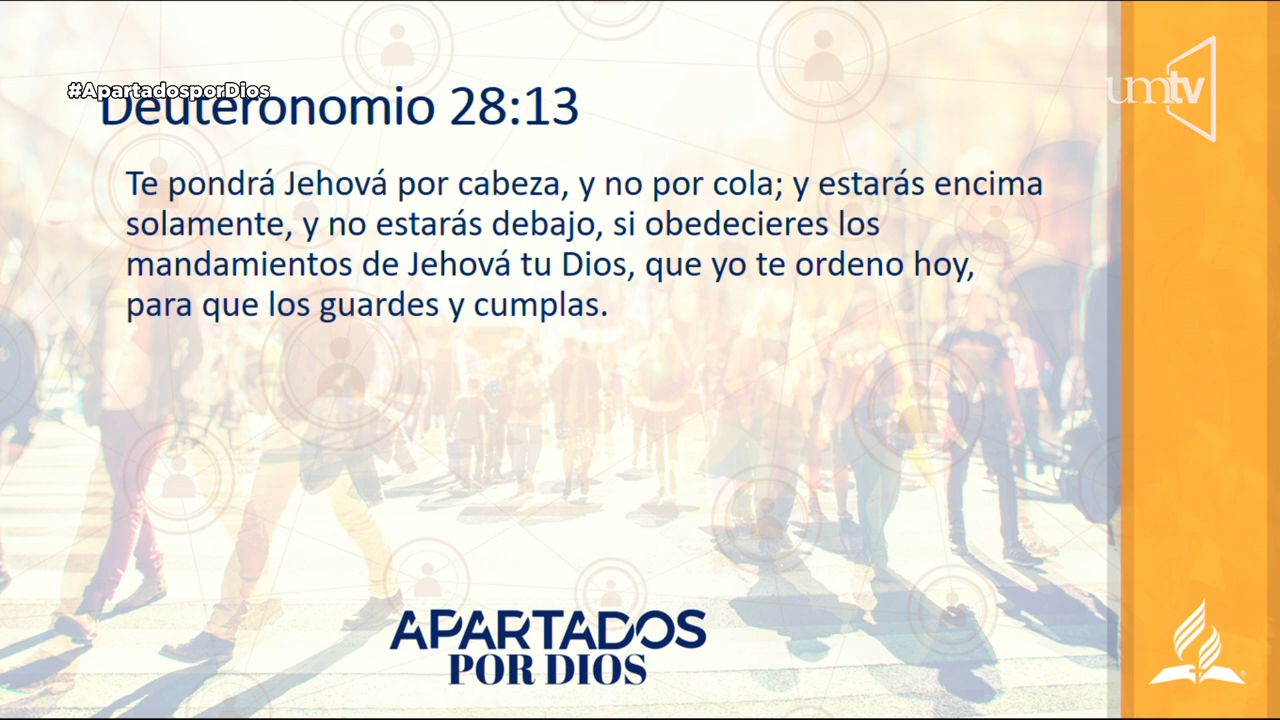 #ApartadosporDios
Deuteronomio 28:13
umtv
Te pondrá Jehová por cabeza, y no por cola; y estarás encima
solamente, y no estarás debajo, si obedecieres los
mandamientos de Jehová tu Dios, que yo te ordeno hoy,
para que los guardes y cumplas.
APARTADOS
POR DIOS